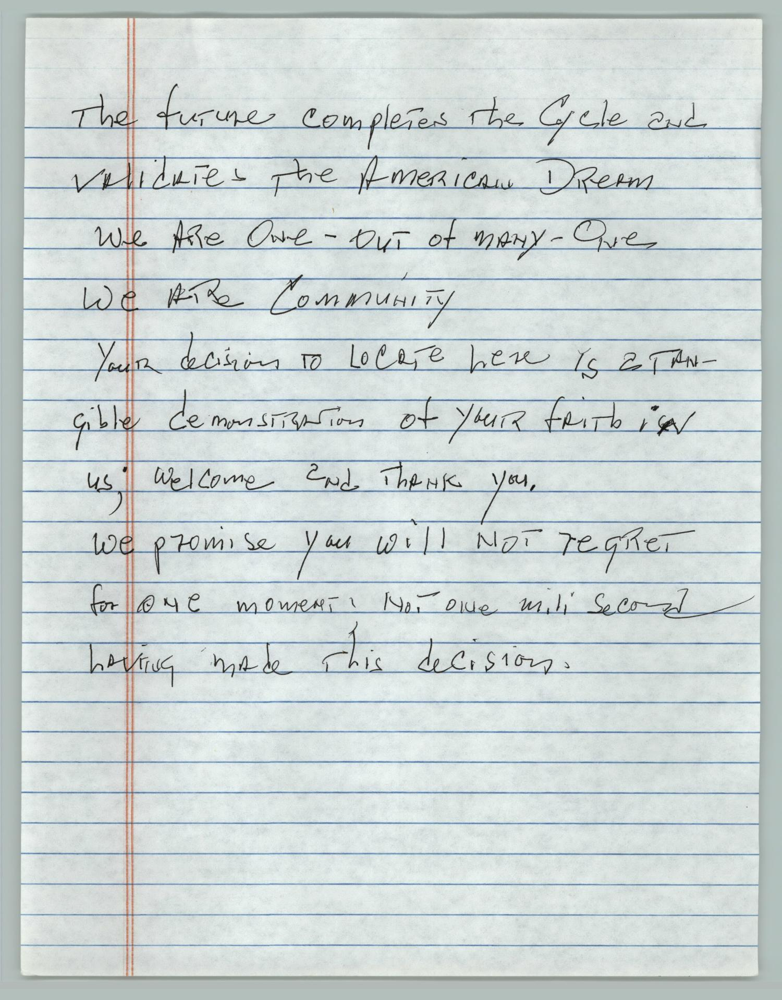 The future completes the Cycle and
validates the American Dream
We Are One - out of many - One
We Are Community
Your decision to locate here is a tan-
gible demonstration of your faith in
us; welcome and thank you.
We promise you will not regret
for one moment: Not one mili second
having made this decision.